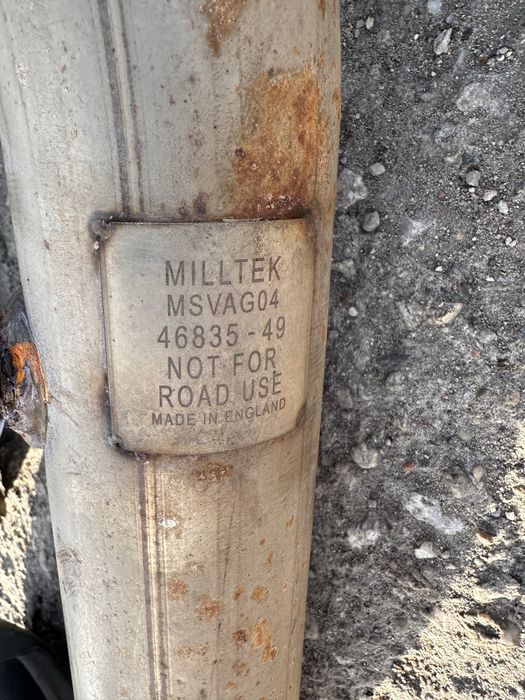 MILLTEK
MSVAG04
46835-49
NOT FOR
ROAD USE
MADE IN ENGLAND